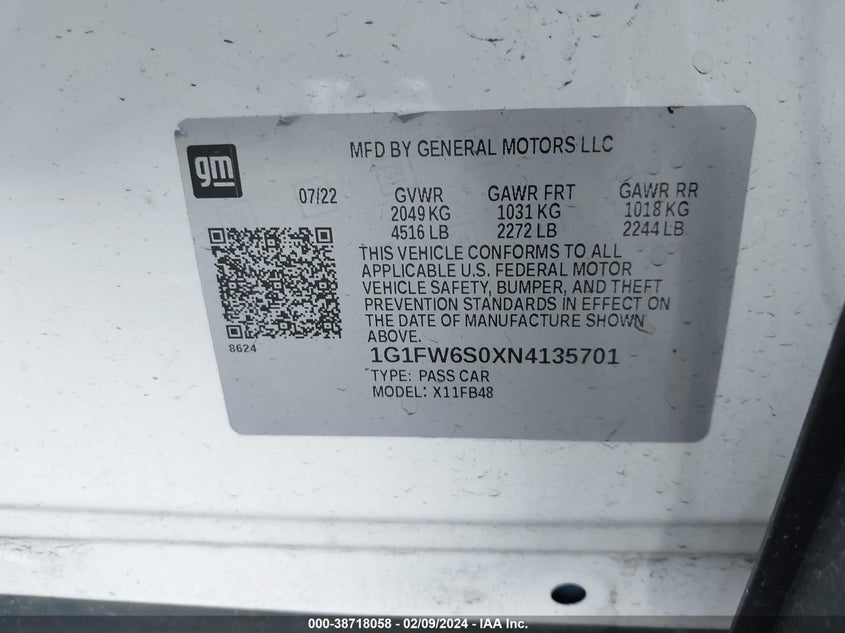 MFD BY GENERAL MOTORS LLC
gm
07/22 GVWR GAWR FRT GAWR RR
2049 KG 1031 KG 1018 KG
4516 LB 2272 LB 2244 LB
THIS VEHICLE CONFORMS TO ALL
APPLICABLE U.S. FEDERAL MOTOR
VEHICLE SAFETY, BUMPER, AND THEFT
PREVENTION STANDARDS IN EFFECT ON
THE DATE OF MANUFACTURE SHOWN
ABOVE.
8624
1G1FW6S0XN4135701
TYPE: PASS CAR
MODEL: X11FB48
000-38718058 - 02/09/2024 - IAA Inc.